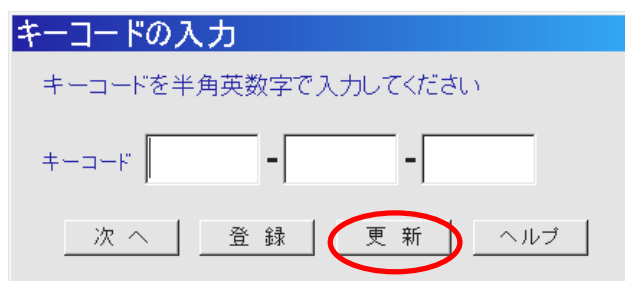 キーコードの入力
キーコードを半角英数字で入力してください
キーコード - -
次へ 登録 更新 ヘルプ